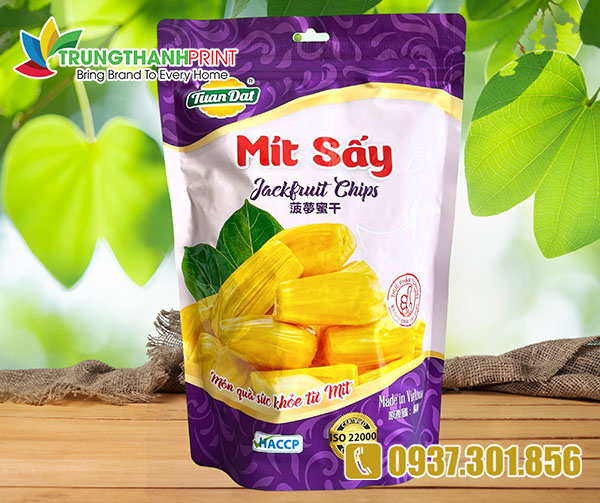 TRUNGTHANHPRINT
Bring Brand To Every Home
Tuan Dat ®
Mít Sấy
Jackfruit Chips
菠夢蜜干
Món quà sức khỏe từ Mít
Made in Vietnam
HACCP
ISO 22000
0937.301.856